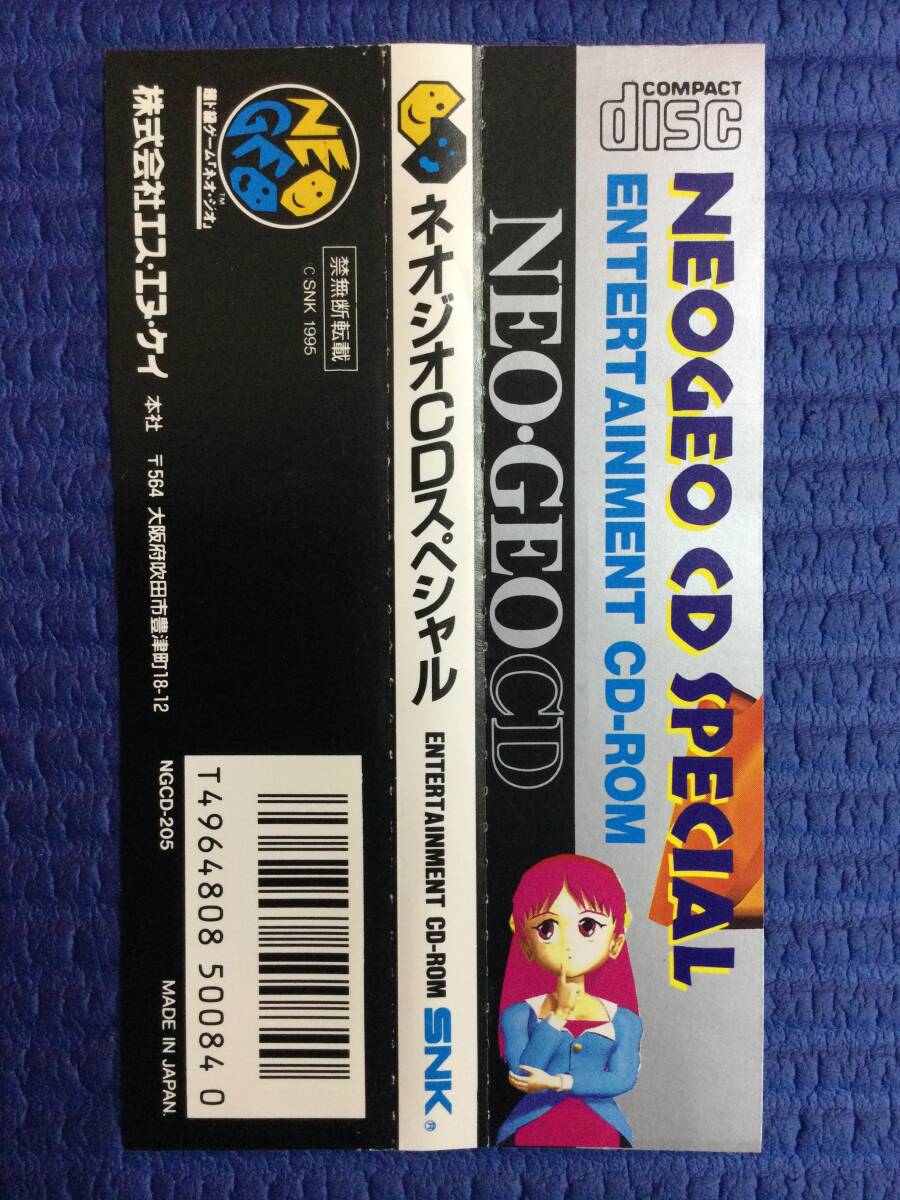 COMPACT
disc
NEOGEO CD SPECIAL
ENTERTAINMENT CD-ROM
NEO·GEO CD
ネオジオCDスペシャル ENTERTAINMENT CD-ROM SNK®
禁無断転載
© SNK 1995
NEO
GEO
TM
株式会社エス・エヌ・ケイ 本社 〒564 大阪府吹田市豊津町18-12
NGCD-205
MADE IN JAPAN.
T4964808 500840